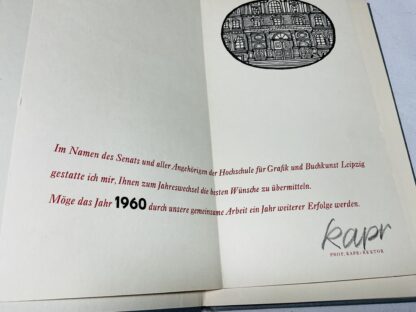 Im Namen des Senats und aller Angehörigen der Hochschule für Grafik und Buchkunst Leipzig
gestatte ich mir, Ihnen zum Jahreswechsel die besten Wünsche zu übermitteln.
Möge das Jahr 1960 durch unsere gemeinsame Arbeit ein Jahr weiterer Erfolge werden.
kapr
PROF. KAPR · REKTOR